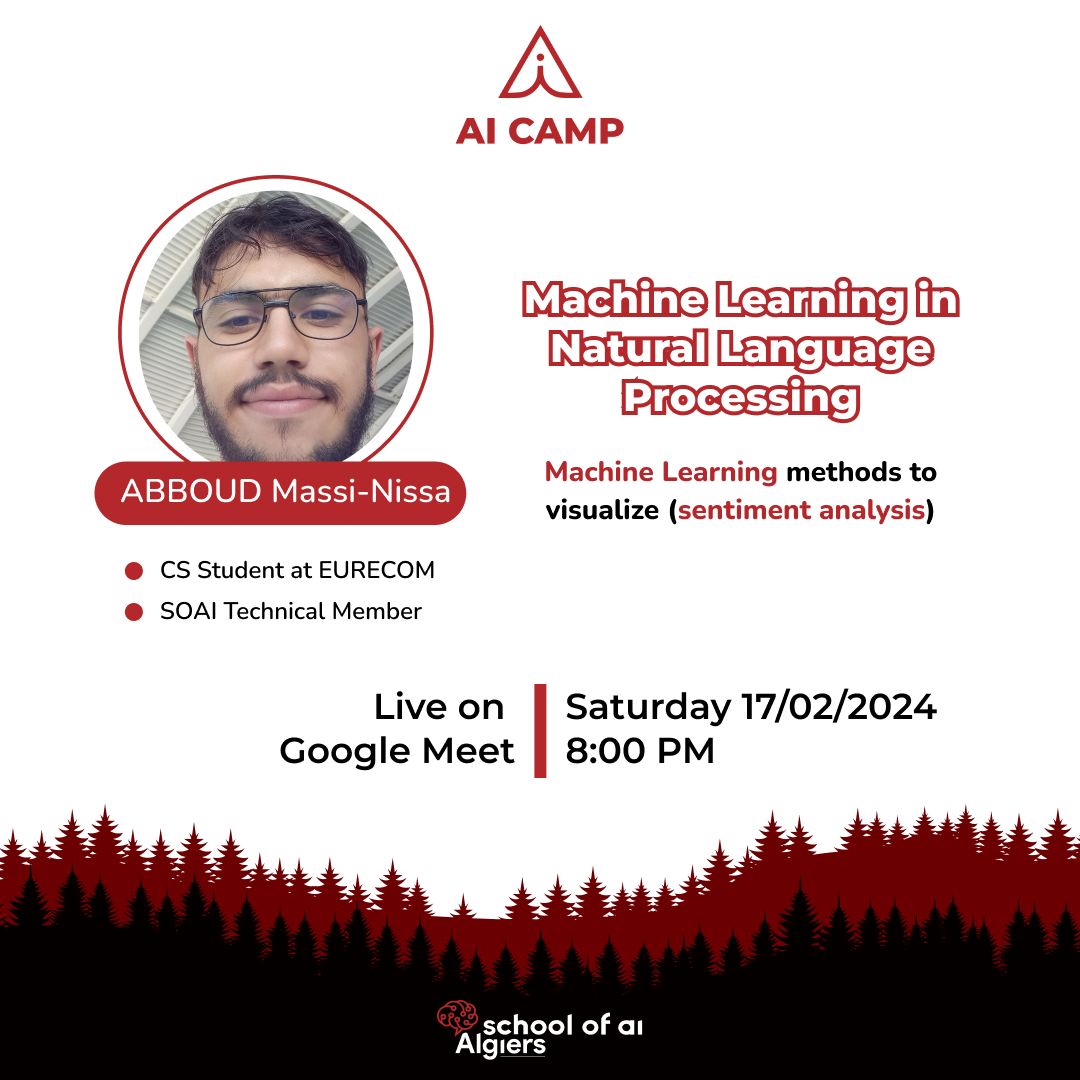 AI CAMP
Machine Learning in
Natural Language
Processing
Machine Learning methods to
visualize (sentiment analysis)
ABBOUD Massi-Nissa
CS Student at EURECOM
SOAI Technical Member
Live on
Google Meet
Saturday 17/02/2024
8:00 PM
school of ai
Algiers